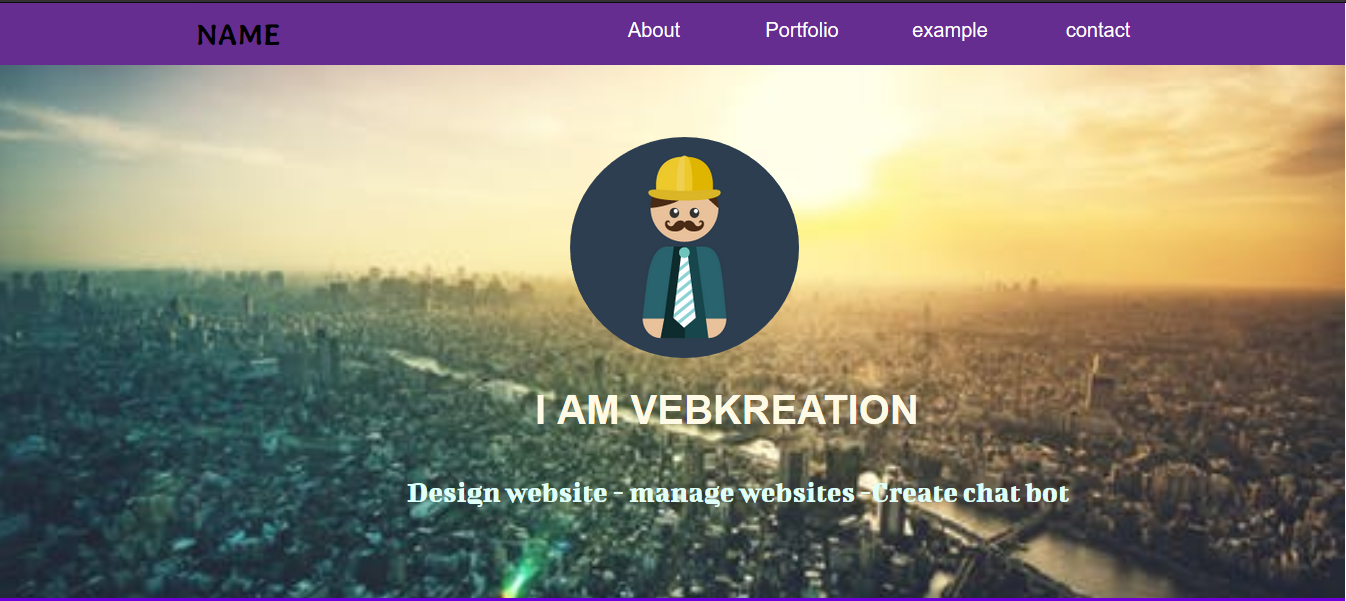 NAME
About Portfolio example contact
I AM VEBKREATION
Design website - manage websites -Create chat bot